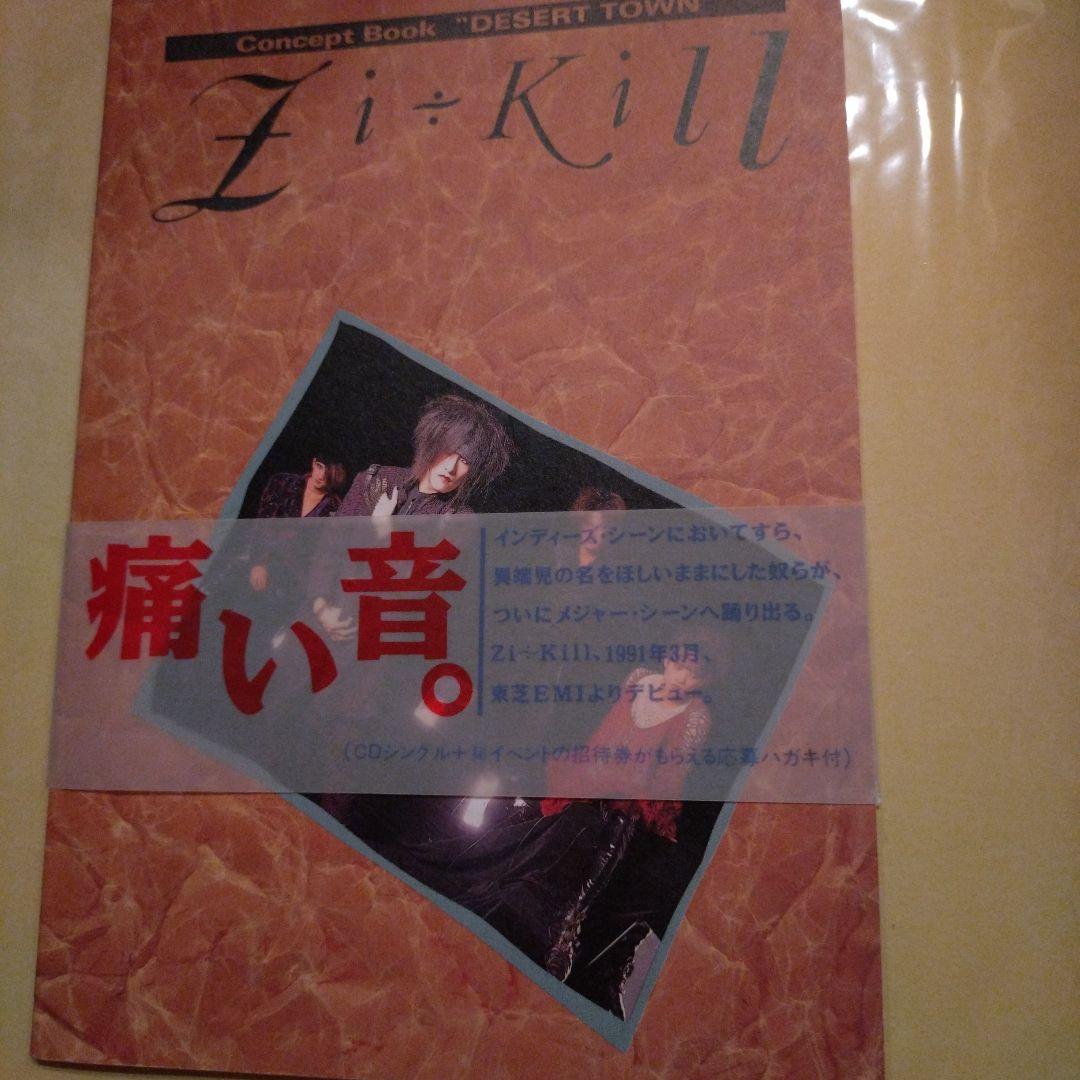 Concept Book "DESERT TOWN
Zi÷Kill
痛い音。
インディーズ・シーンにおいてすら、
異端児の名をほしいままにした奴らが、
ついにメジャー・シーンへ踊り出る。
Zi÷Kill、1991年3月、
東芝EMIよりデビュー。
(CDシングル+ イベントの招待券がもらえる応募ハガキ付)